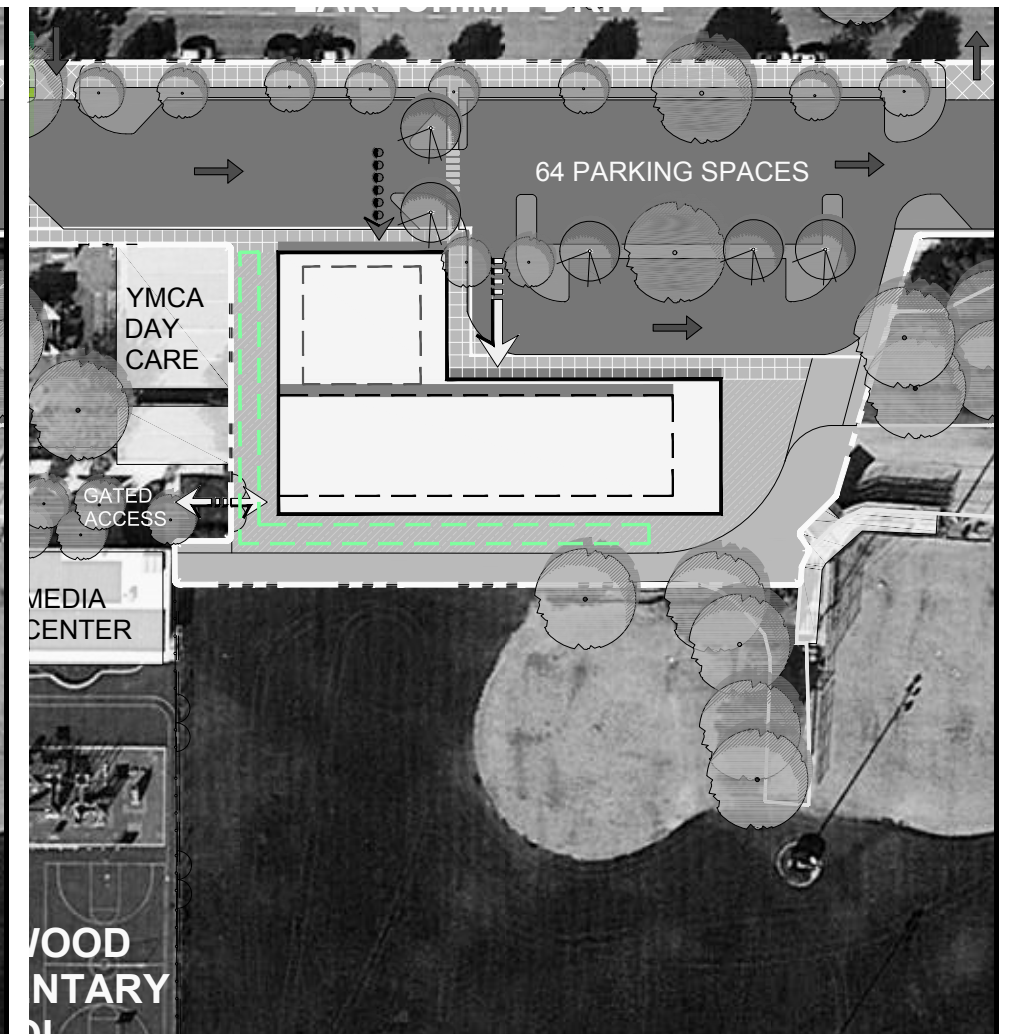 64 PARKING SPACES
YMCA
DAY
CARE
GATED
ACCESS
MEDIA
CENTER
WOOD
NTARY